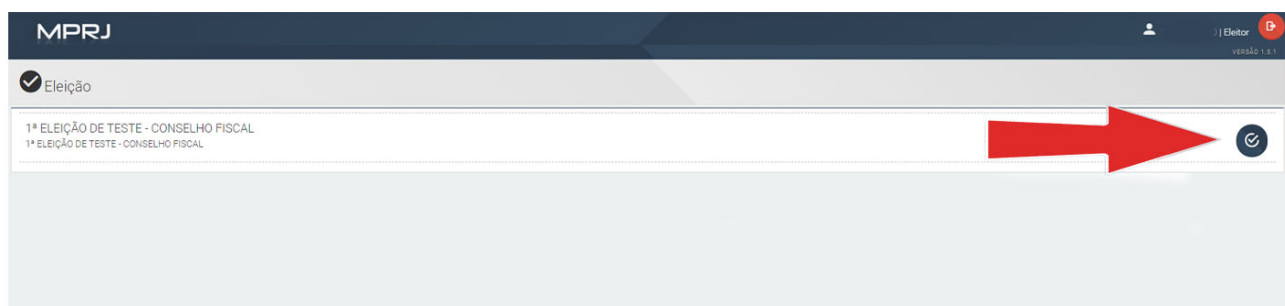 MPRJ
) | Eleitor
VERSÃO 1.5.1
Eleição
1ª ELEIÇÃO DE TESTE - CONSELHO FISCAL
1ª ELEIÇÃO DE TESTE - CONSELHO FISCAL